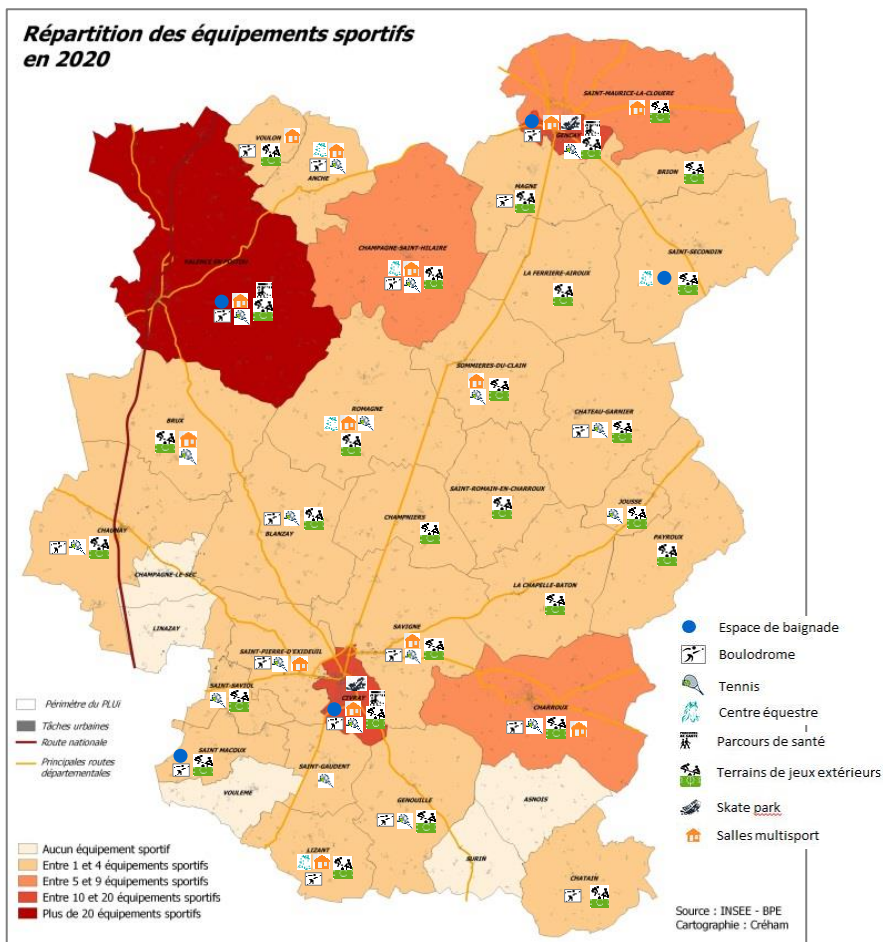 Répartition des équipements sportifs
en 2020
SAINT-MAURICE-LA-CLOUERE
GENCAY
VOULON
ANCHE
BRION
MAGNE
CHAMPAGNE-SAINT-HILAIRE
SAINT-SECONDIN
VALENCE-EN-POITOU
LA FERRIERE-AIROUX
SOMMIERES-DU-CLAIN
ROMAGNE
CHATEAU-GARNIER
BRUX
SAINT-ROMAIN-EN-CHARROUX
JOUSSE
CHAMPNIERS
CHAUNAY
BLANZAY
PAYROUX
CHAMPAGNE-LE-SEC
LA CHAPELLE-BATON
LINAZAY
SAVIGNE
SAINT-PIERRE-D'EXIDEUIL
SAINT-SAVIOL
CIVRAY
CHARROUX
SAINT MACOUX
SAINT-GAUDENT
VOULEME
GENOUILLE
ASNOIS
LIZANT
SURIN
CHATAIN
Espace de baignade
Boulodrome
Tennis
Centre équestre
Parcours de santé
Terrains de jeux extérieurs
Skate park
Salles multisport
Périmètre du PLUi
Tâches urbaines
Route nationale
Principales routes
départementales
Aucun équipement sportif
Entre 1 et 4 équipements sportifs
Entre 5 et 9 équipements sportifs
Entre 10 et 20 équipements sportifs
Plus de 20 équipements sportifs
Source : INSEE - BPE
Cartographie : Créham